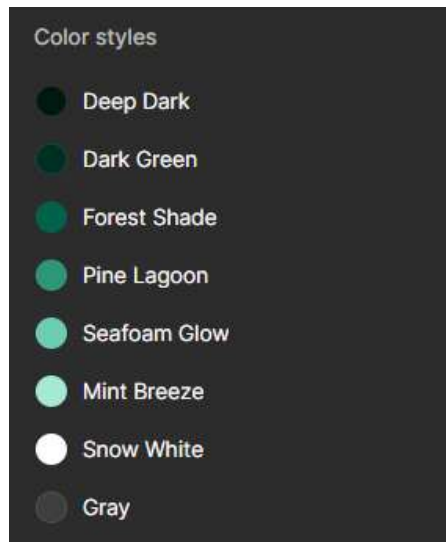 Color styles
Deep Dark
Dark Green
Forest Shade
Pine Lagoon
Seafoam Glow
Mint Breeze
Snow White
Gray